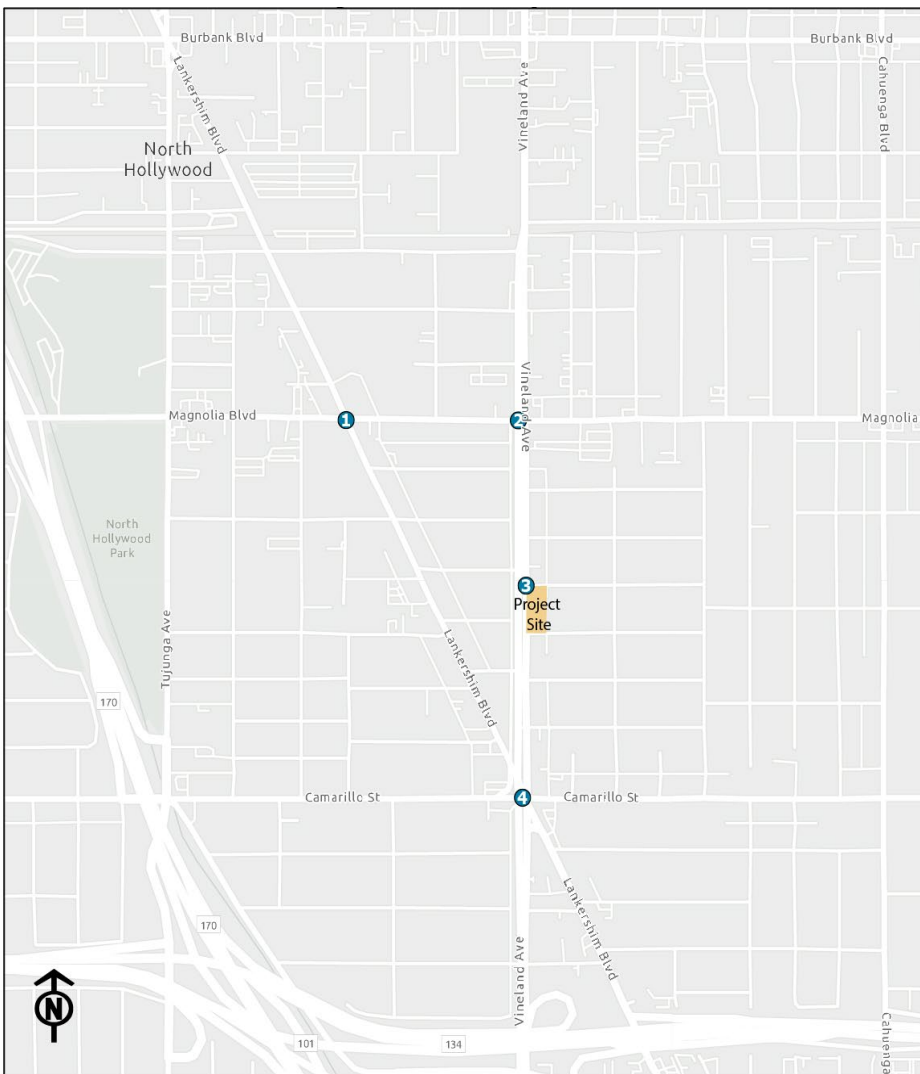 Burbank Blvd
Burbank Blvd
Lankershim Blvd
Vineland Ave
Cahuenga Blvd
North
Hollywood
Vineland Ave
Magnolia Blvd
1
2
Magnolia
North
Hollywood
Park
3
Project
Site
Tujunga Ave
Lankershim Blvd
170
Camarillo St
4
Camarillo St
Lankershim Blvd
170
Vineland Ave
N
101
134
Cahuenga